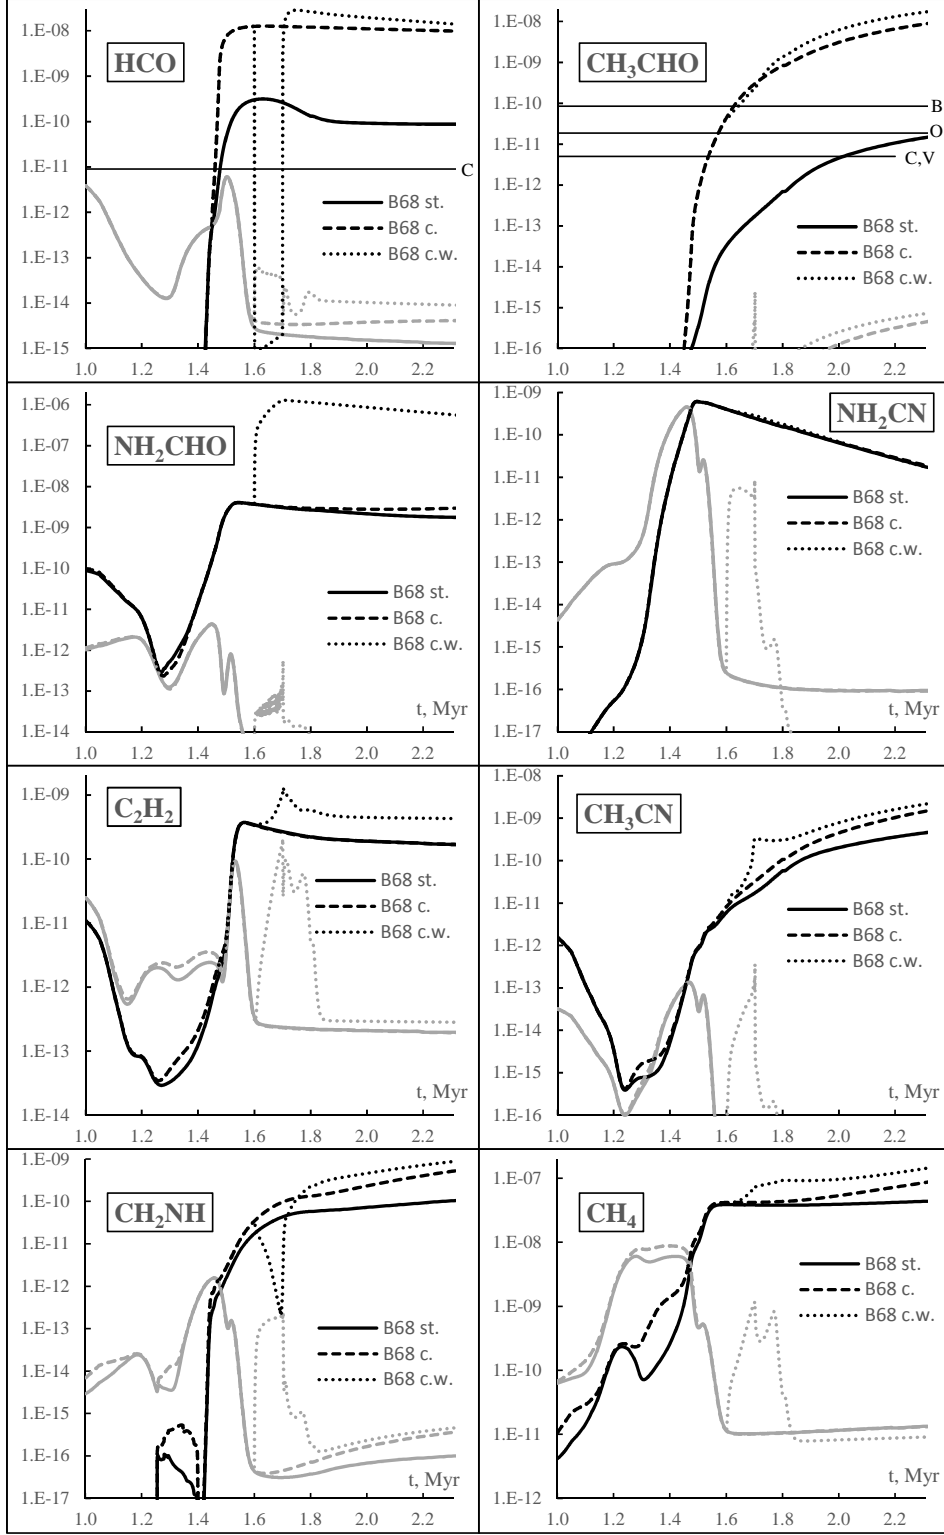 HCO
1.E-08
1.E-09
1.E-10
1.E-11
1.E-12
1.E-13
1.E-14
1.E-15
1.0 1.2 1.4 1.6 1.8 2.0 2.2
C
B68 st.
B68 c.
B68 c.w.
CH₃CHO
1.E-08
1.E-09
1.E-10
1.E-11
1.E-12
1.E-13
1.E-14
1.E-15
1.E-16
1.0 1.2 1.4 1.6 1.8 2.0 2.2
B
O
C,V
B68 st.
B68 c.
B68 c.w.
NH₂CHO
1.E-06
1.E-07
1.E-08
1.E-09
1.E-10
1.E-11
1.E-12
1.E-13
1.E-14
1.0 1.2 1.4 1.6 1.8 2.0 2.2
B68 st.
B68 c.
B68 c.w.
t, Myr
NH₂CN
1.E-09
1.E-10
1.E-11
1.E-12
1.E-13
1.E-14
1.E-15
1.E-16
1.E-17
1.0 1.2 1.4 1.6 1.8 2.0 2.2
B68 st.
B68 c.
B68 c.w.
t, Myr
C₂H₂
1.E-09
1.E-10
1.E-11
1.E-12
1.E-13
1.E-14
1.0 1.2 1.4 1.6 1.8 2.0 2.2
B68 st.
B68 c.
B68 c.w.
t, Myr
CH₃CN
1.E-08
1.E-09
1.E-10
1.E-11
1.E-12
1.E-13
1.E-14
1.E-15
1.E-16
1.0 1.2 1.4 1.6 1.8 2.0 2.2
B68 st.
B68 c.
B68 c.w.
t, Myr
CH₂NH
1.E-09
1.E-10
1.E-11
1.E-12
1.E-13
1.E-14
1.E-15
1.E-16
1.E-17
1.0 1.2 1.4 1.6 1.8 2.0 2.2
B68 st.
B68 c.
B68 c.w.
t, Myr
CH₄
1.E-07
1.E-08
1.E-09
1.E-10
1.E-11
1.E-12
1.0 1.2 1.4 1.6 1.8 2.0 2.2
B68 st.
B68 c.
B68 c.w.
t, Myr